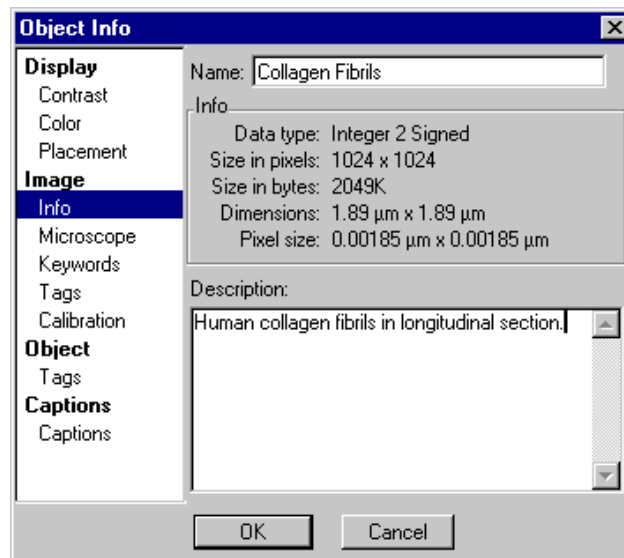 Object Info
Display
Contrast
Color
Placement
Image
Info
Microscope
Keywords
Tags
Calibration
Object
Tags
Captions
Captions
Name: Collagen Fibrils
Info
Data type: Integer 2 Signed
Size in pixels: 1024 x 1024
Size in bytes: 2049K
Dimensions: 1.89 µm x 1.89 µm
Pixel size: 0.00185 µm x 0.00185 µm
Description:
Human collagen fibrils in longitudinal section.
OK
Cancel